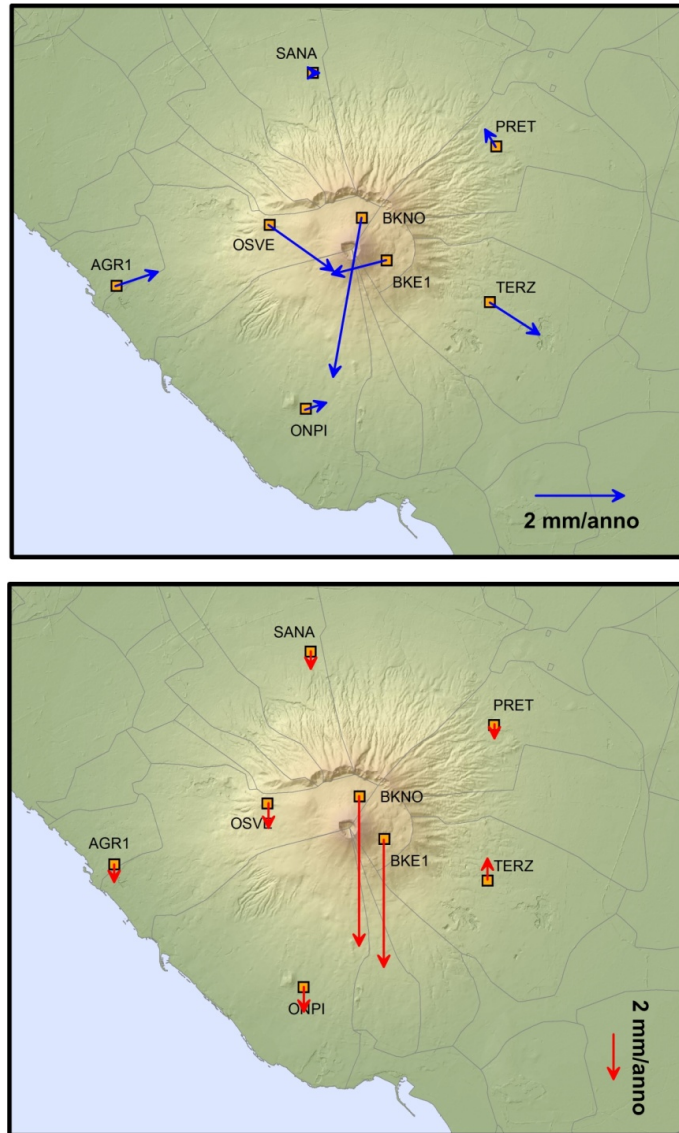 SANA
PRET
BKNO
OSVE
BKE1
AGR1
TERZ
ONPI
2 mm/anno
SANA
PRET
BKNO
OSVE
AGR1
BKE1
TERZ
ONPI
2 mm/anno